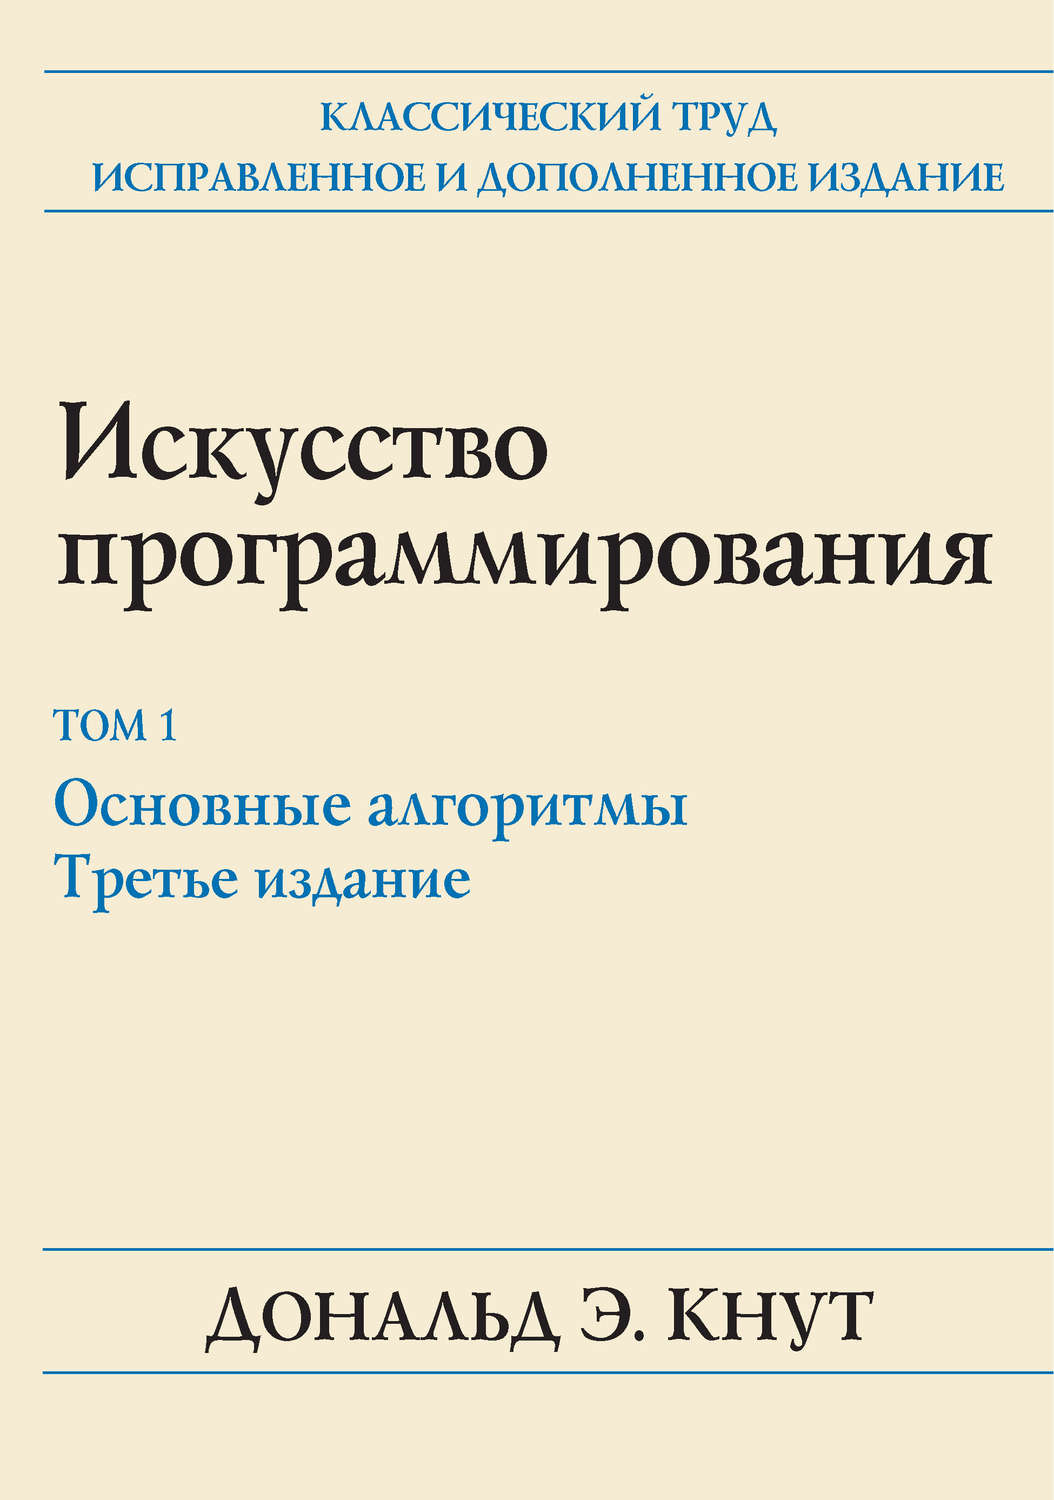 КЛАССИЧЕСКИЙ ТРУД
ИСПРАВЛЕННОЕ И ДОПОЛНЕННОЕ ИЗДАНИЕ
Искусство
программирования
ТОМ 1
Основные алгоритмы
Третье издание
ДОНАЛЬД Э. КНУТ